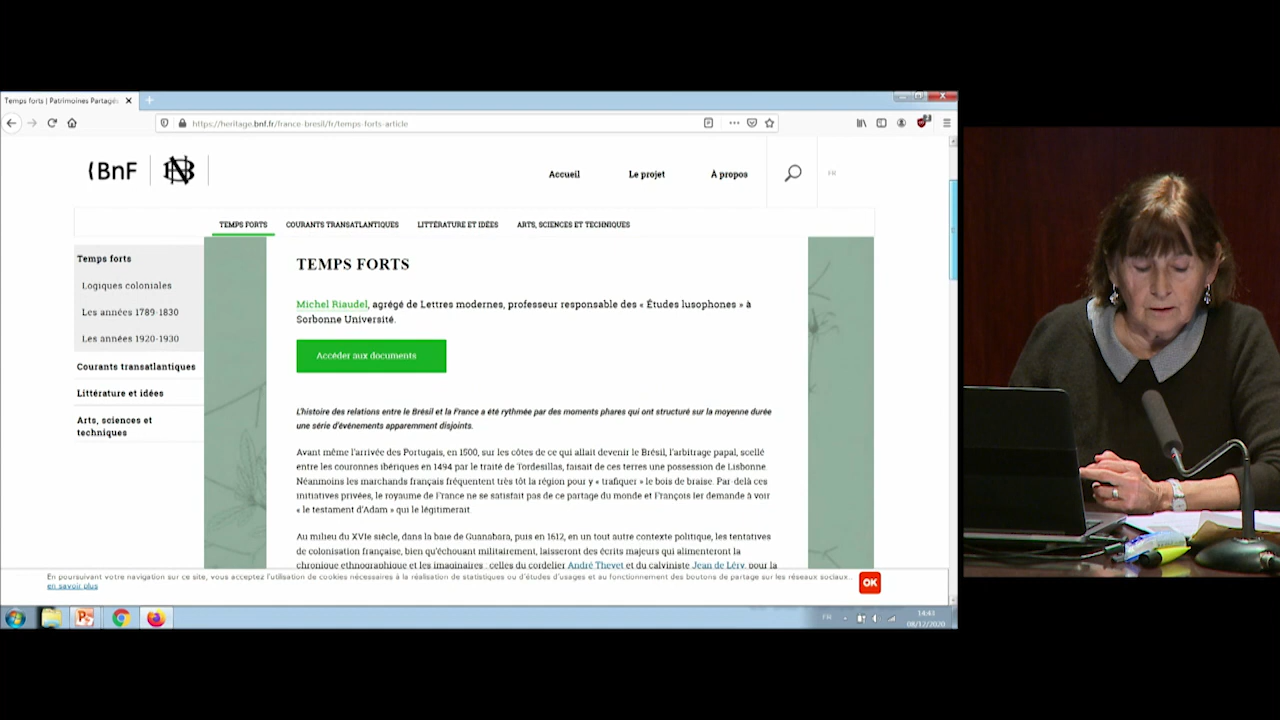 Temps forts | Patrimoines Partagés
https://heritage.bnf.fr/france-bresil/fr/temps-forts-article
2
BnF
Accueil
Le projet
À propos
FR
TEMPS FORTS
COURANTS TRANSATLANTIQUES
LITTÉRATURE ET IDÉES
ARTS, SCIENCES ET TECHNIQUES
Temps forts
Logiques coloniales
Les années 1789-1830
Les années 1920-1930
Courants transatlantiques
Littérature et idées
Arts, sciences et
techniques
TEMPS FORTS
Michel Riaudel, agrégé de Lettres modernes, professeur responsable des « Études lusophones » à
Sorbonne Université.
Accéder aux documents
L'histoire des relations entre le Brésil et la France a été rythmée par des moments phares qui ont structuré sur la moyenne durée
une série d'événements apparemment disjoints.
Avant même l'arrivée des Portugais, en 1500, sur les côtes de ce qui allait devenir le Brésil, l'arbitrage papal, scellé
entre les couronnes ibériques en 1494 par le traité de Tordesillas, faisait de ces terres une possession de Lisbonne.
Néanmoins les marchands français fréquentent très tôt la région pour y « trafiquer » le bois de braise. Par-delà ces
initiatives privées, le royaume de France ne se satisfait pas de ce partage du monde et François Ier demande à voir
« le testament d'Adam » qui le légitimerait.
Au milieu du XVIe siècle, dans la baie de Guanabara, puis en 1612, en un tout autre contexte politique, les tentatives
de colonisation française, bien qu'échouant militairement, laisseront des écrits majeurs qui alimenteront la
chronique ethnographique et les imaginaires : celles du cordelier André Thevet et du calviniste Jean de Léry, pour la
En poursuivant votre navigation sur ce site, vous acceptez l'utilisation de cookies nécessaires à la réalisation de statistiques ou d'études d'usages et au fonctionnement des boutons de partage sur les réseaux sociaux...
en savoir plus
OK
FR
14:43
08/12/2020